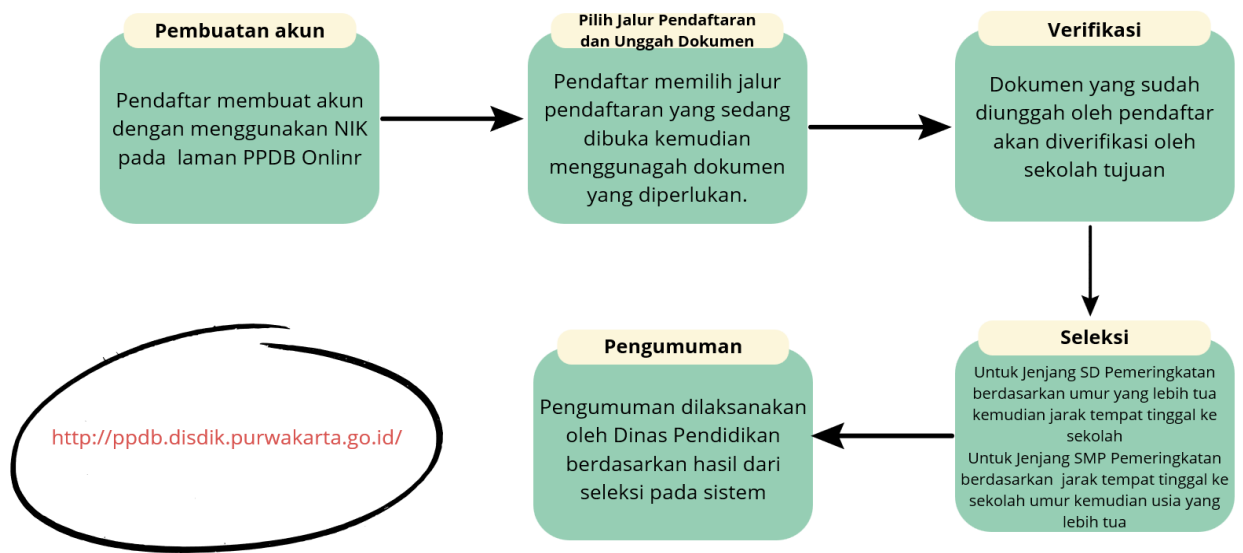 Pembuatan akun
Pendaftar membuat akun
dengan menggunakan NIK
pada laman PPDB Onlinr
Pilih Jalur Pendaftaran
dan Unggah Dokumen
Pendaftar memilih jalur
pendaftaran yang sedang
dibuka kemudian
menggunagah dokumen
yang diperlukan.
Verifikasi
Dokumen yang sudah
diunggah oleh pendaftar
akan diverifikasi oleh
sekolah tujuan
Seleksi
Untuk Jenjang SD Pemeringkatan
berdasarkan umur yang lebih tua
kemudian jarak tempat tinggal ke
sekolah
Untuk Jenjang SMP Pemeringkatan
berdasarkan jarak tempat tinggal ke
sekolah umur kemudian usia yang
lebih tua
Pengumuman
Pengumuman dilaksanakan
oleh Dinas Pendidikan
berdasarkan hasil dari
seleksi pada sistem
http://ppdb.disdik.purwakarta.go.id/